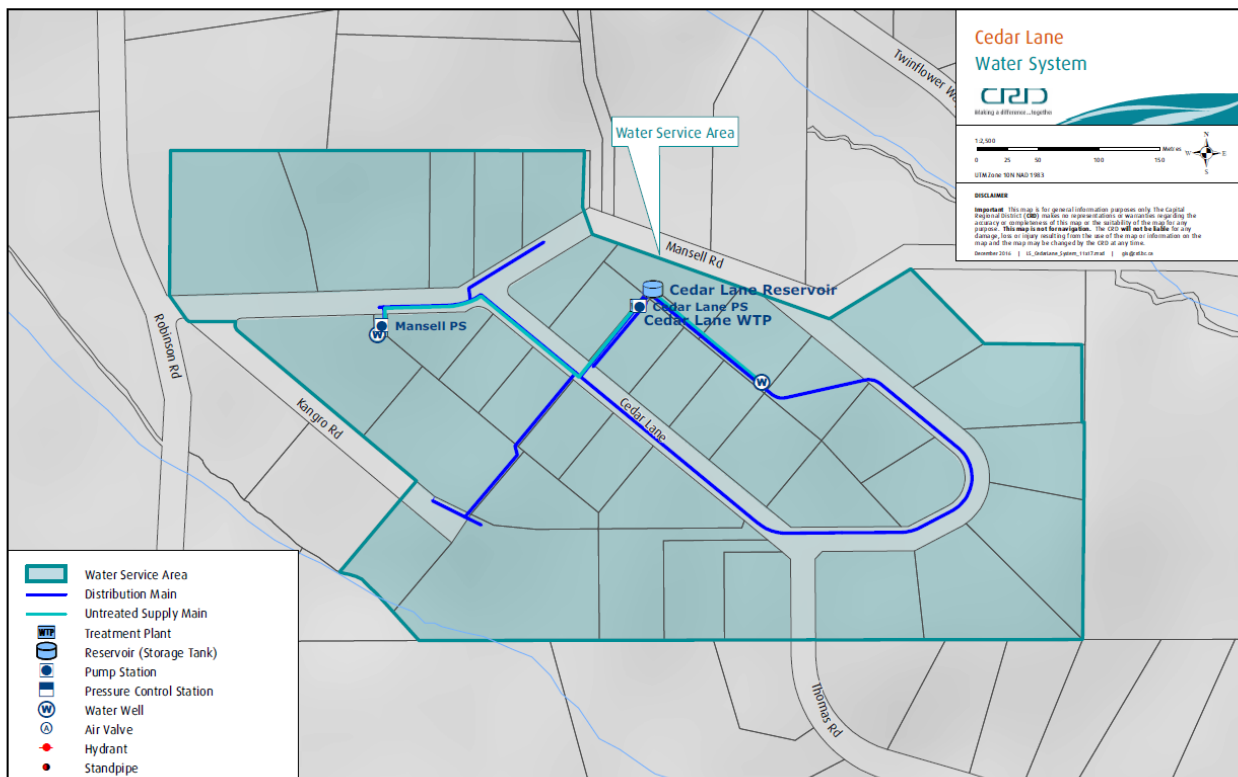 Cedar Lane
Water System
CRD
Making a difference...together
1:2,500
Metres
0 25 50 100 150
N
W E
S
UTM Zone 10N NAD 1983
DISCLAIMER
Important This map is for general information purposes only. The Capital
Regional District (CRD) makes no representations or warranties regarding the
accuracy or completeness of this map or the suitability of the map for any
purpose. This map is not for navigation. The CRD will not be liable for any
damage, loss or injury resulting from the use of the map or information on the
map and the map may be changed by the CRD at any time.
December 2016 |
Twinflower Wa
Water Service Area
Mansell Rd
Cedar Lane Reservoir
Cedar Lane PS
Cedar Lane WTP
Mansell PS
W
W
Robinson Rd
Kangro Rd
Cedar Lane
Thomas Rd
Water Service Area
Distribution Main
Untreated Supply Main
WTP Treatment Plant
Reservoir (Storage Tank)
Pump Station
Pressure Control Station
W Water Well
A Air Valve
Hydrant
Standpipe